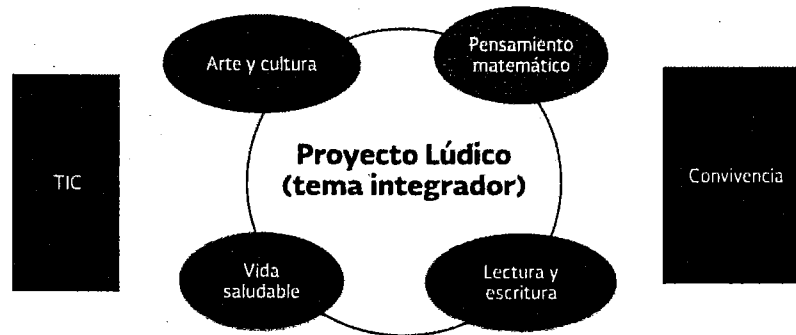 Arte y cultura
Pensamiento
matemático
TIC
Proyecto Lúdico
(tema integrador)
Convivencia
Vida
saludable
Lectura y
escritura